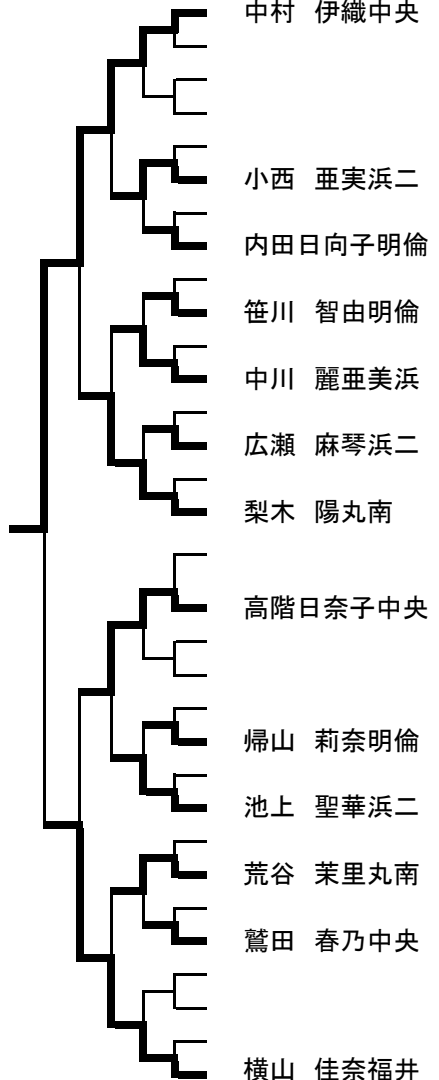 中村 伊織中央
小西 亜実浜二
内田日向子明倫
笹川 智由明倫
中川 麗亜美浜
広瀬 麻琴浜二
梨木 陽丸南
高階日奈子中央
帰山 莉奈明倫
池上 聖華浜二
荒谷 茉里丸南
鷲田 春乃中央
横山 佳奈福井